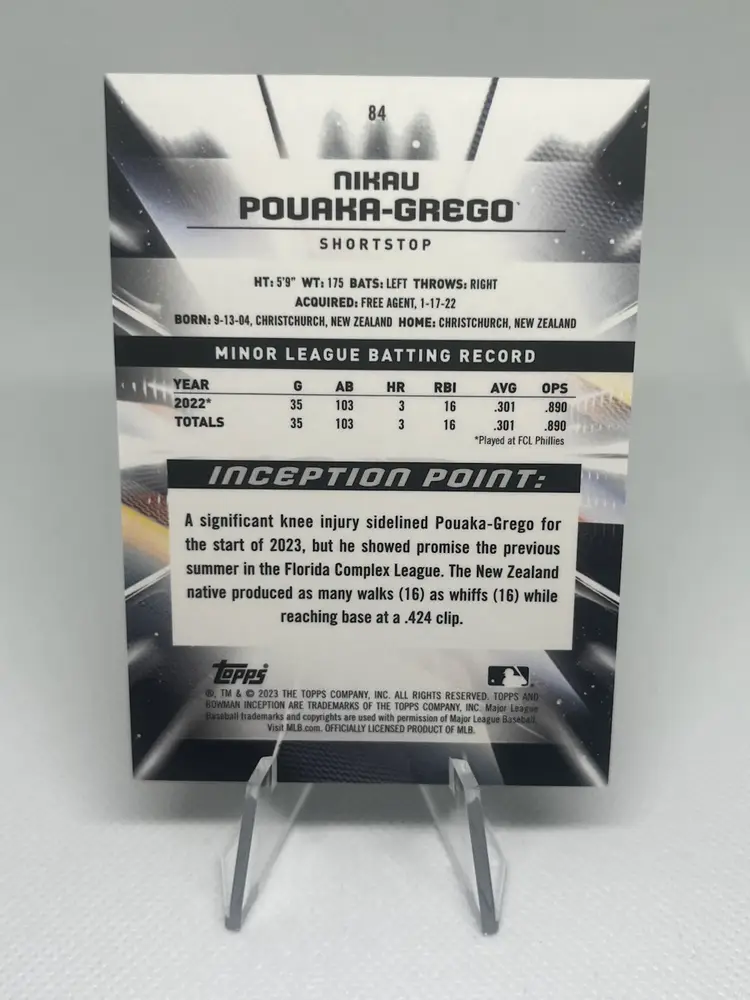 84
NIKAU
POUAKA-GREGO
SHORTSTOP
HT: 5'9" WT: 175 BATS: LEFT THROWS: RIGHT
ACQUIRED: FREE AGENT, 1-17-22
BORN: 9-13-04, CHRISTCHURCH, NEW ZEALAND HOME: CHRISTCHURCH, NEW ZEALAND
MINOR LEAGUE BATTING RECORD
YEAR G AB HR RBI AVG OPS
2022* 35 103 3 16 .301 .890
TOTALS 35 103 3 16 .301 .890
*Played at FCL Phillies
INCEPTION POINT:
A significant knee injury sidelined Pouaka-Grego for
the start of 2023, but he showed promise the previous
summer in the Florida Complex League. The New Zealand
native produced as many walks (16) as whiffs (16) while
reaching base at a .424 clip.
Topps
®, TM & © 2023 THE TOPPS COMPANY, INC. ALL RIGHTS RESERVED. TOPPS AND
BOWMAN INCEPTION ARE TRADEMARKS OF THE TOPPS COMPANY, INC. Major League
Baseball trademarks and copyrights are used with permission of Major League Baseball.
Visit MLB.com. OFFICIALLY LICENSED PRODUCT OF MLB.